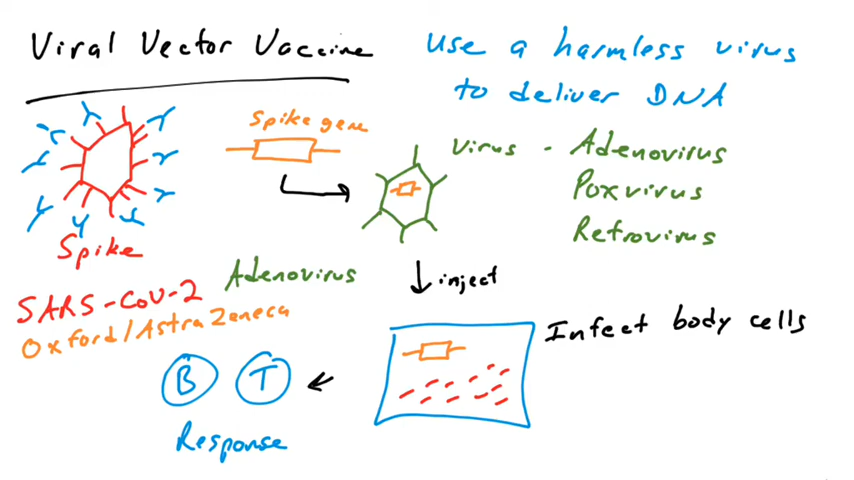 Viral Vector Vaccine
use a harmless virus
to deliver DNA
Spike gene
Virus - Adenovirus
Poxvirus
Retrovirus
Spike
Adenovirus
inject
SARS-CoV-2
Oxford/AstraZeneca
Infect body cells
B T
Response